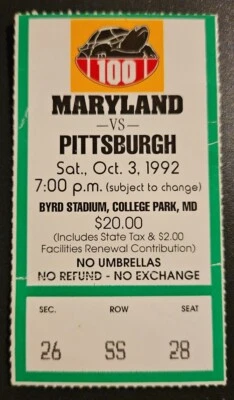 100
MARYLAND
—VS—
PITTSBURGH
Sat., Oct. 3, 1992
7:00 p.m. (subject to change)
BYRD STADIUM, COLLEGE PARK, MD
$20.00
(Includes State Tax & $2.00
Facilities Renewal Contribution)
NO UMBRELLAS
NO REFUND - NO EXCHANGE
SEC. ROW SEAT
26 SS 28